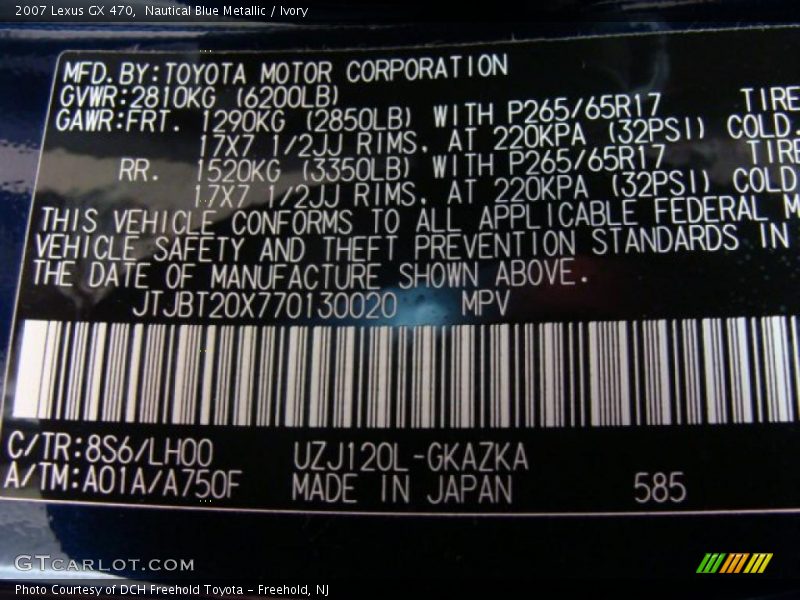 2007 Lexus GX 470, Nautical Blue Metallic / Ivory
MFD.BY:TOYOTA MOTOR CORPORATION
GVWR:2810KG (6200LB)
GAWR:FRT. 1290KG (2850LB) WITH P265/65R17 TIRE
17X7 1/2JJ RIMS. AT 220KPA (32PSI) COLD.
RR. 1520KG (3350LB) WITH P265/65R17 TIRE
17X7 1/2JJ RIMS. AT 220KPA (32PSI) COLD
THIS VEHICLE CONFORMS TO ALL APPLICABLE FEDERAL M
VEHICLE SAFETY AND THEFT PREVENTION STANDARDS IN
THE DATE OF MANUFACTURE SHOWN ABOVE.
JTJBT20X770130020 MPV
C/TR:8S6/LH00 UZJ120L-GKAZKA
A/TM:A01A/A750F MADE IN JAPAN 585
GTCARLOT.COM
Photo Courtesy of DCH Freehold Toyota - Freehold, NJ